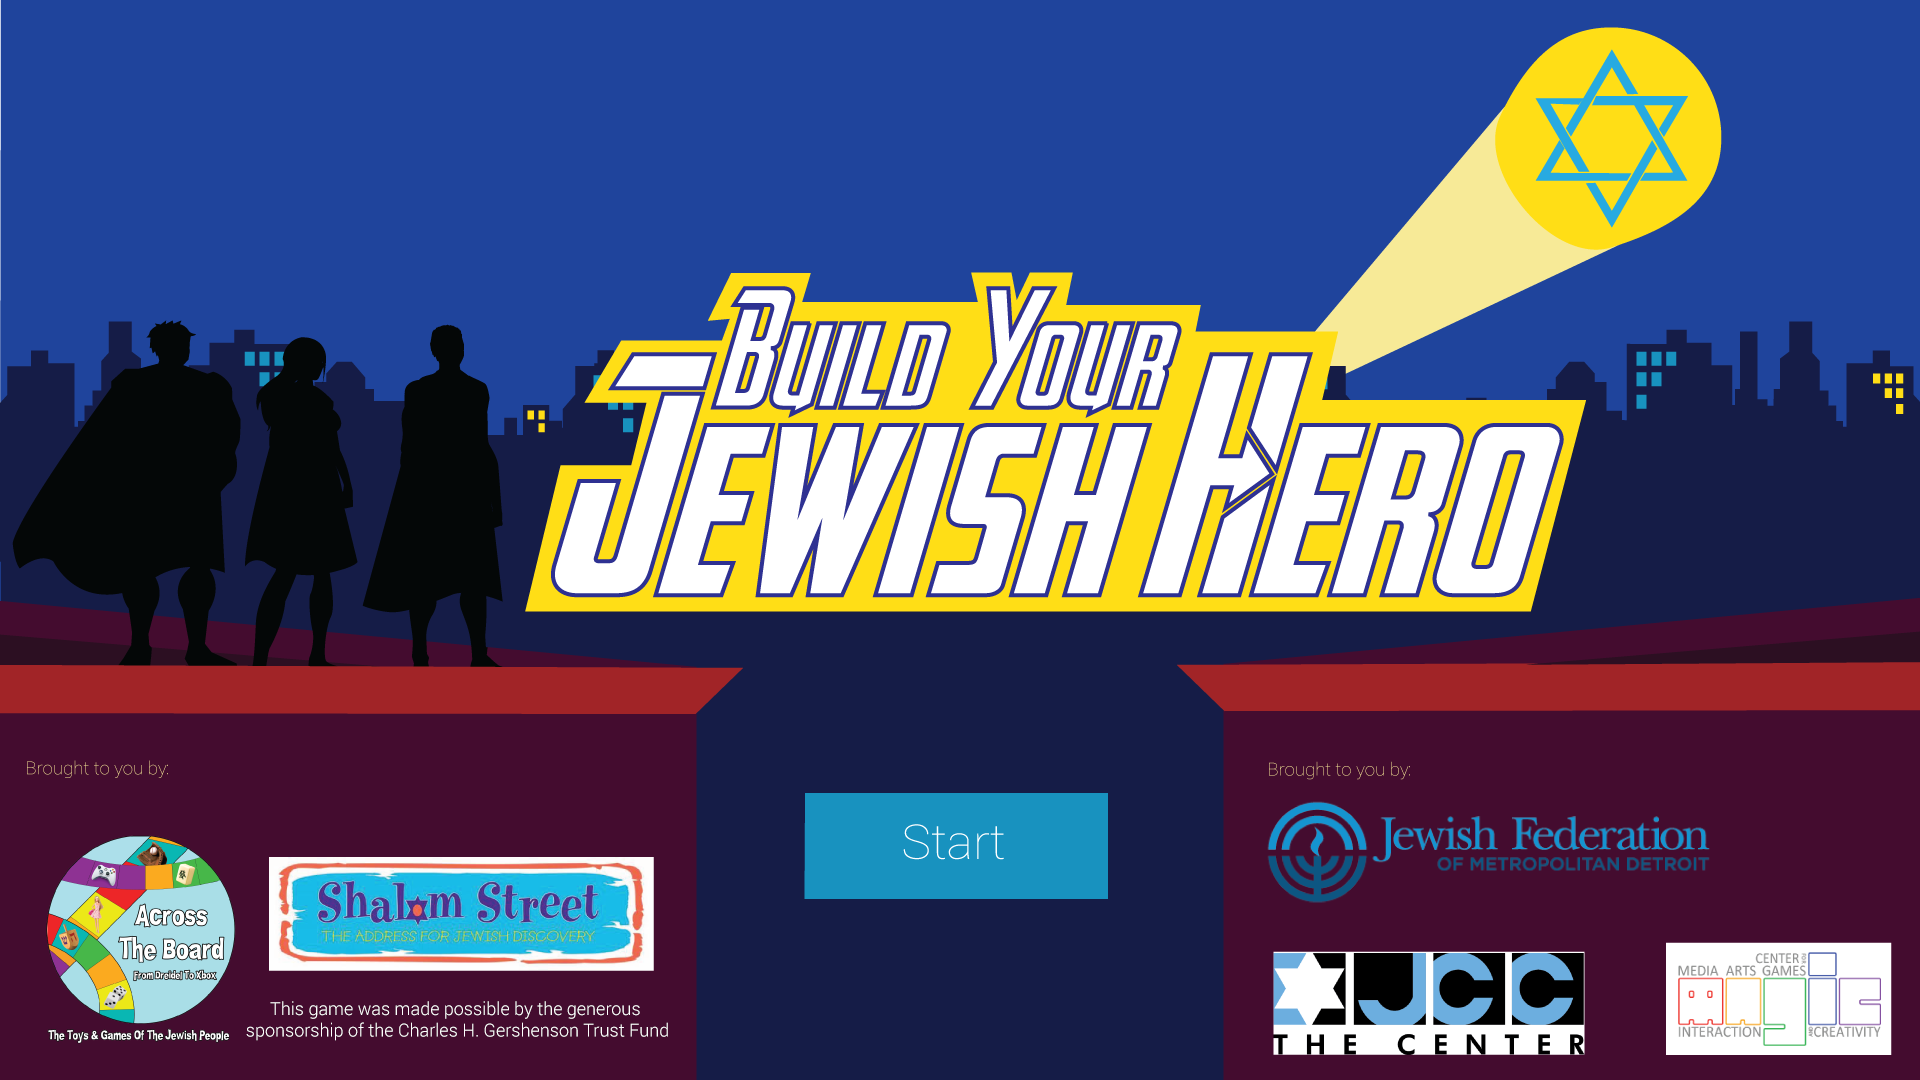 BUILD YOUR
JEWISH HERO
Brought to you by:
Across
The Board
From Dreidel To Xbox
The Toys & Games Of The Jewish People
Shalom Street
THE ADDRESS FOR JEWISH DISCOVERY
This game was made possible by the generous
sponsorship of the Charles H. Gershenson Trust Fund
Start
Brought to you by:
Jewish Federation
OF METROPOLITAN DETROIT
JCC
THE CENTER
CENTER FOR
MEDIA ARTS GAMES
MAGIC
INTERACTION AND CREATIVITY